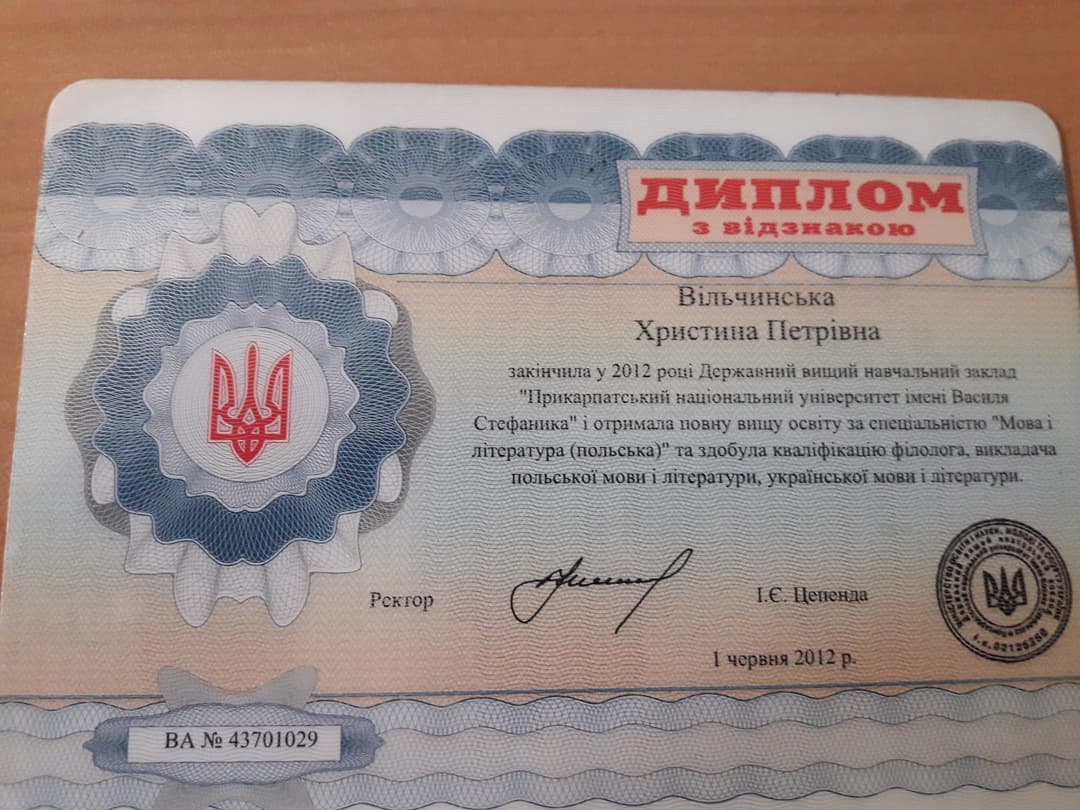 ДИПЛОМ
з відзнакою
Вільчинська
Христина Петрівна
закінчила у 2012 році Державний вищий навчальний заклад
"Прикарпатський національний університет імені Василя
Стефаника" і отримала повну вищу освіту за спеціальністю "Мова і
література (польська)" та здобула кваліфікацію філолога, викладача
польської мови і літератури, української мови і літератури.
Ректор
І.Є. Цепенда
1 червня 2012 р.
ВА № 43701029